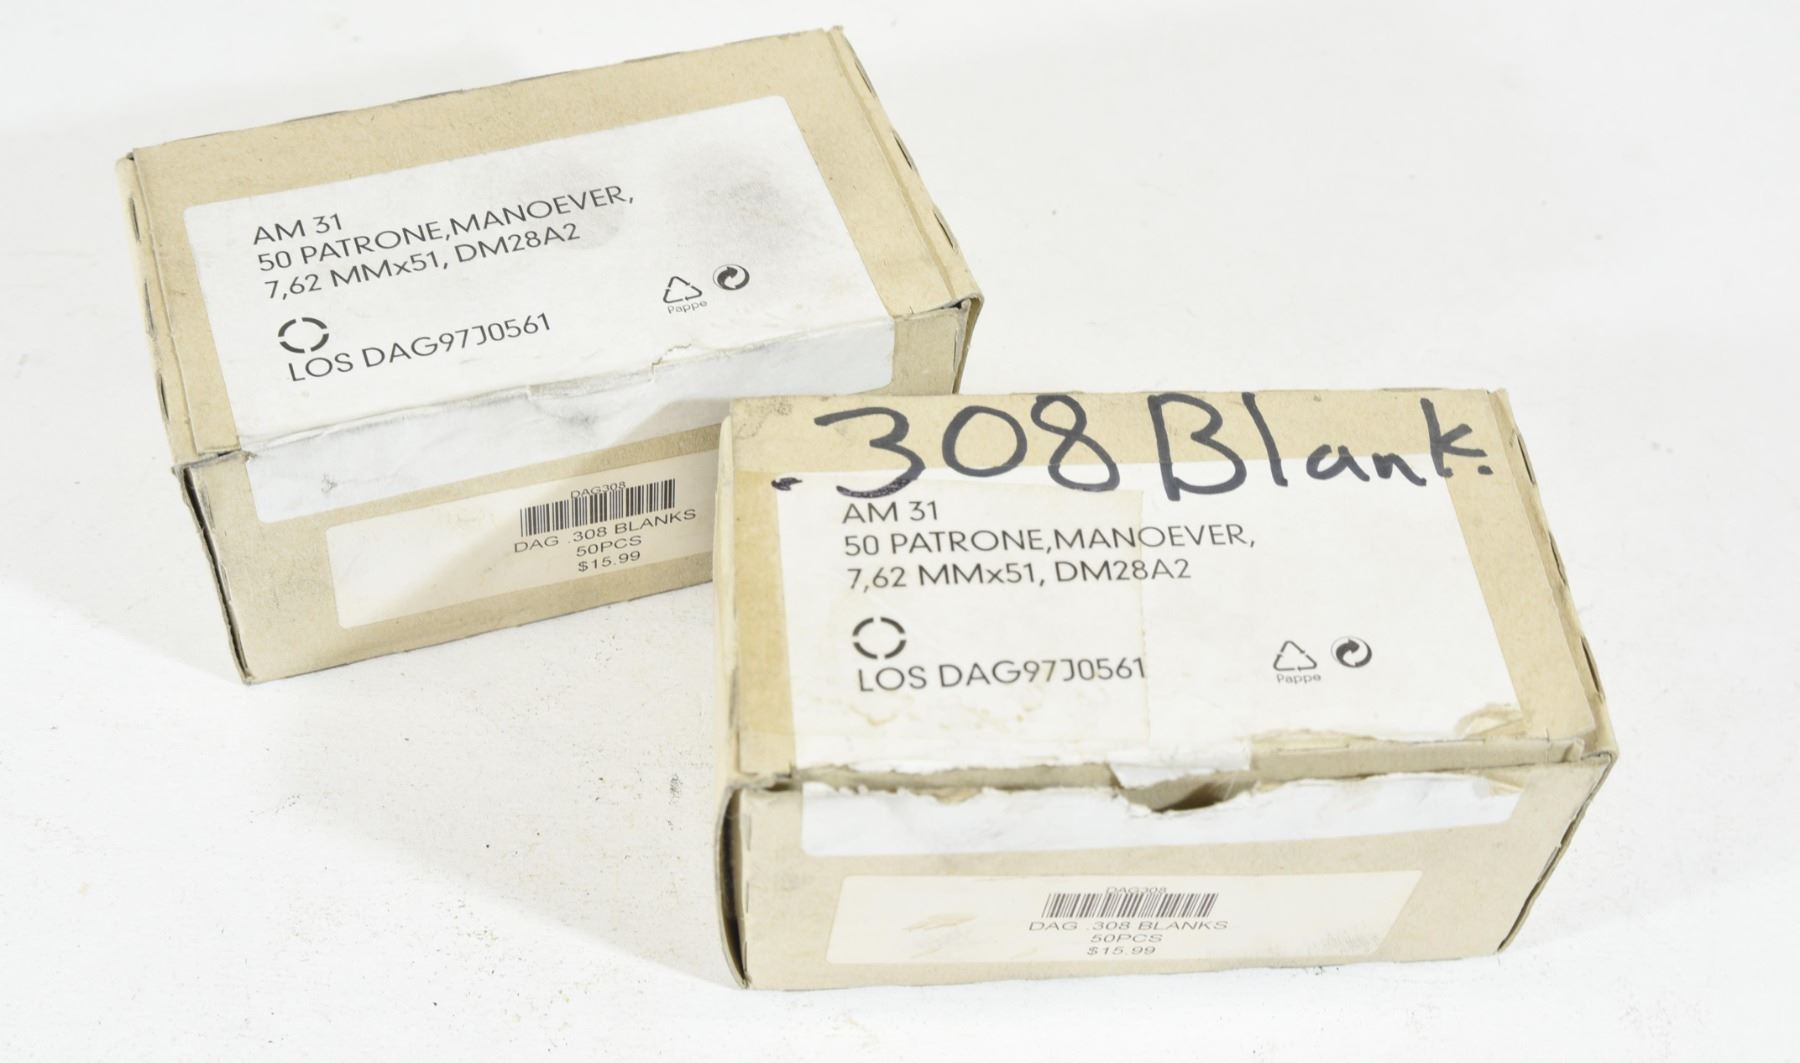 AM 31
50 PATRONE,MANOEVER,
7,62 MMx51, DM28A2
Pappe
LOS DAG97J0561
DAG308
DAG .308 BLANKS
50PCS
$15.99
.308 Blank.
AM 31
50 PATRONE,MANOEVER,
7,62 MMx51, DM28A2
LOS DAG97J0561
Pappe
DAG308
DAG .308 BLANKS
50PCS
$15.99